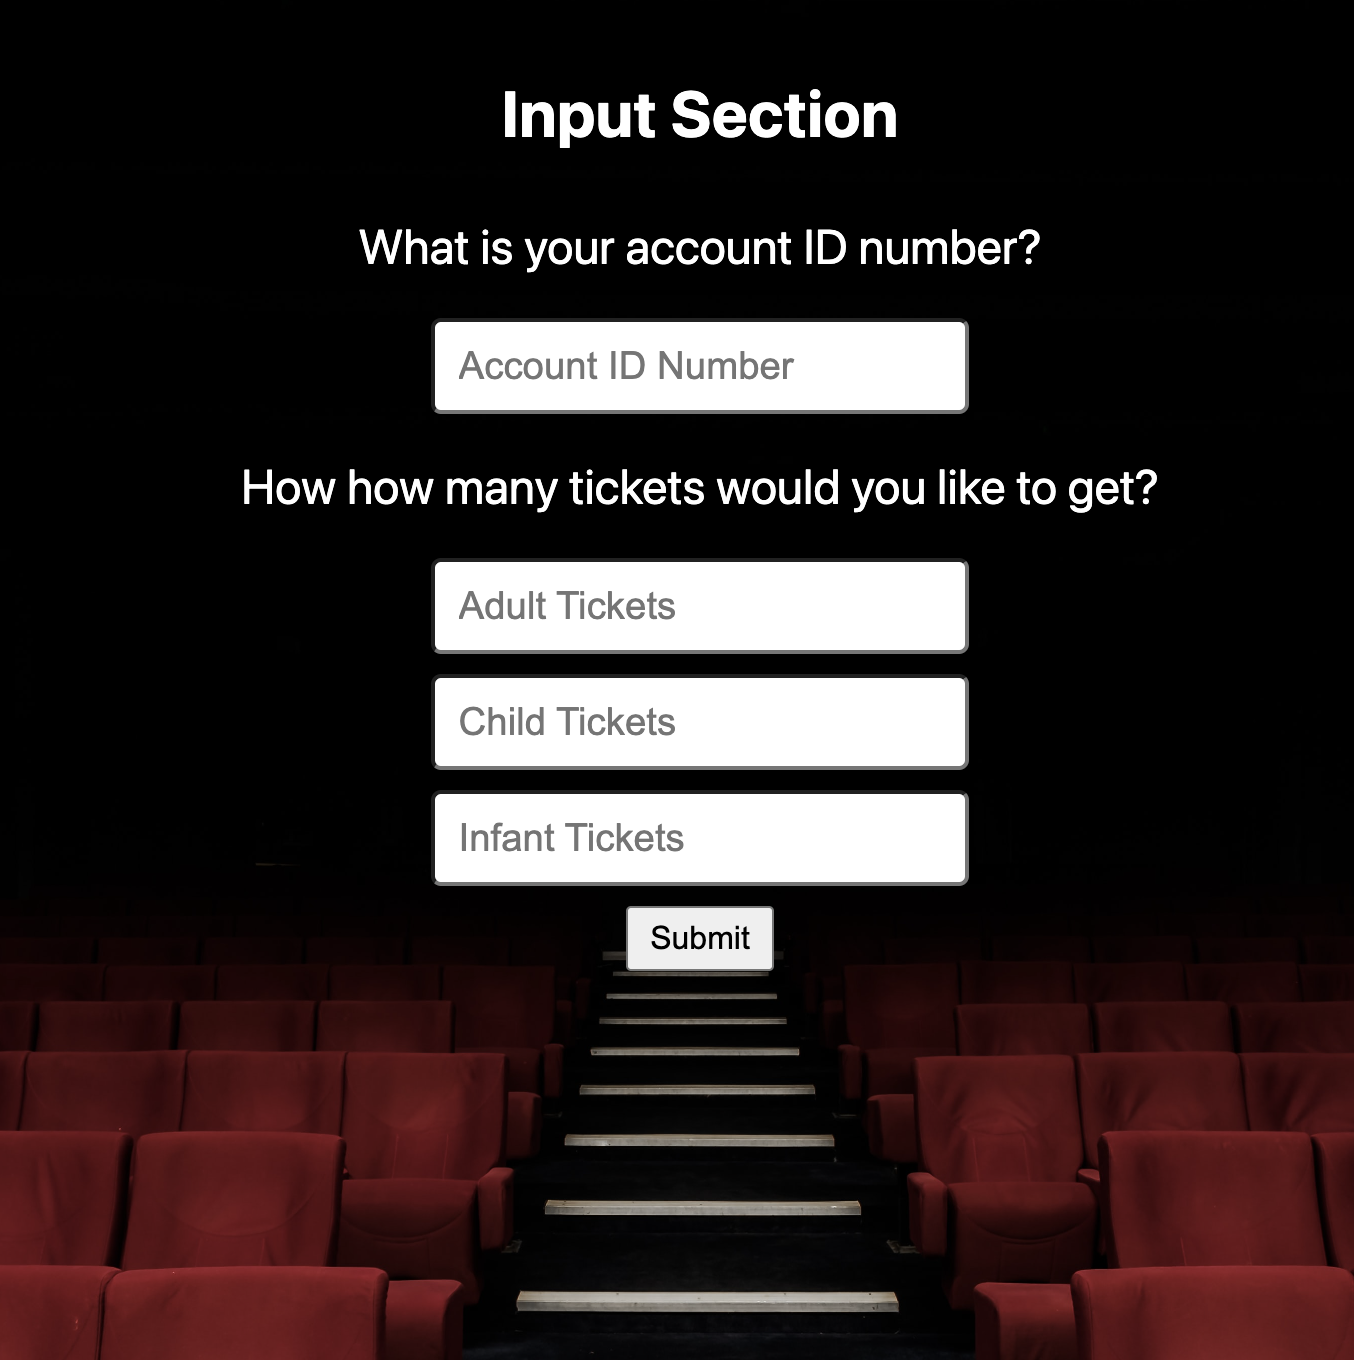 Input Section
What is your account ID number?
Account ID Number
How how many tickets would you like to get?
Adult Tickets
Child Tickets
Infant Tickets
Submit